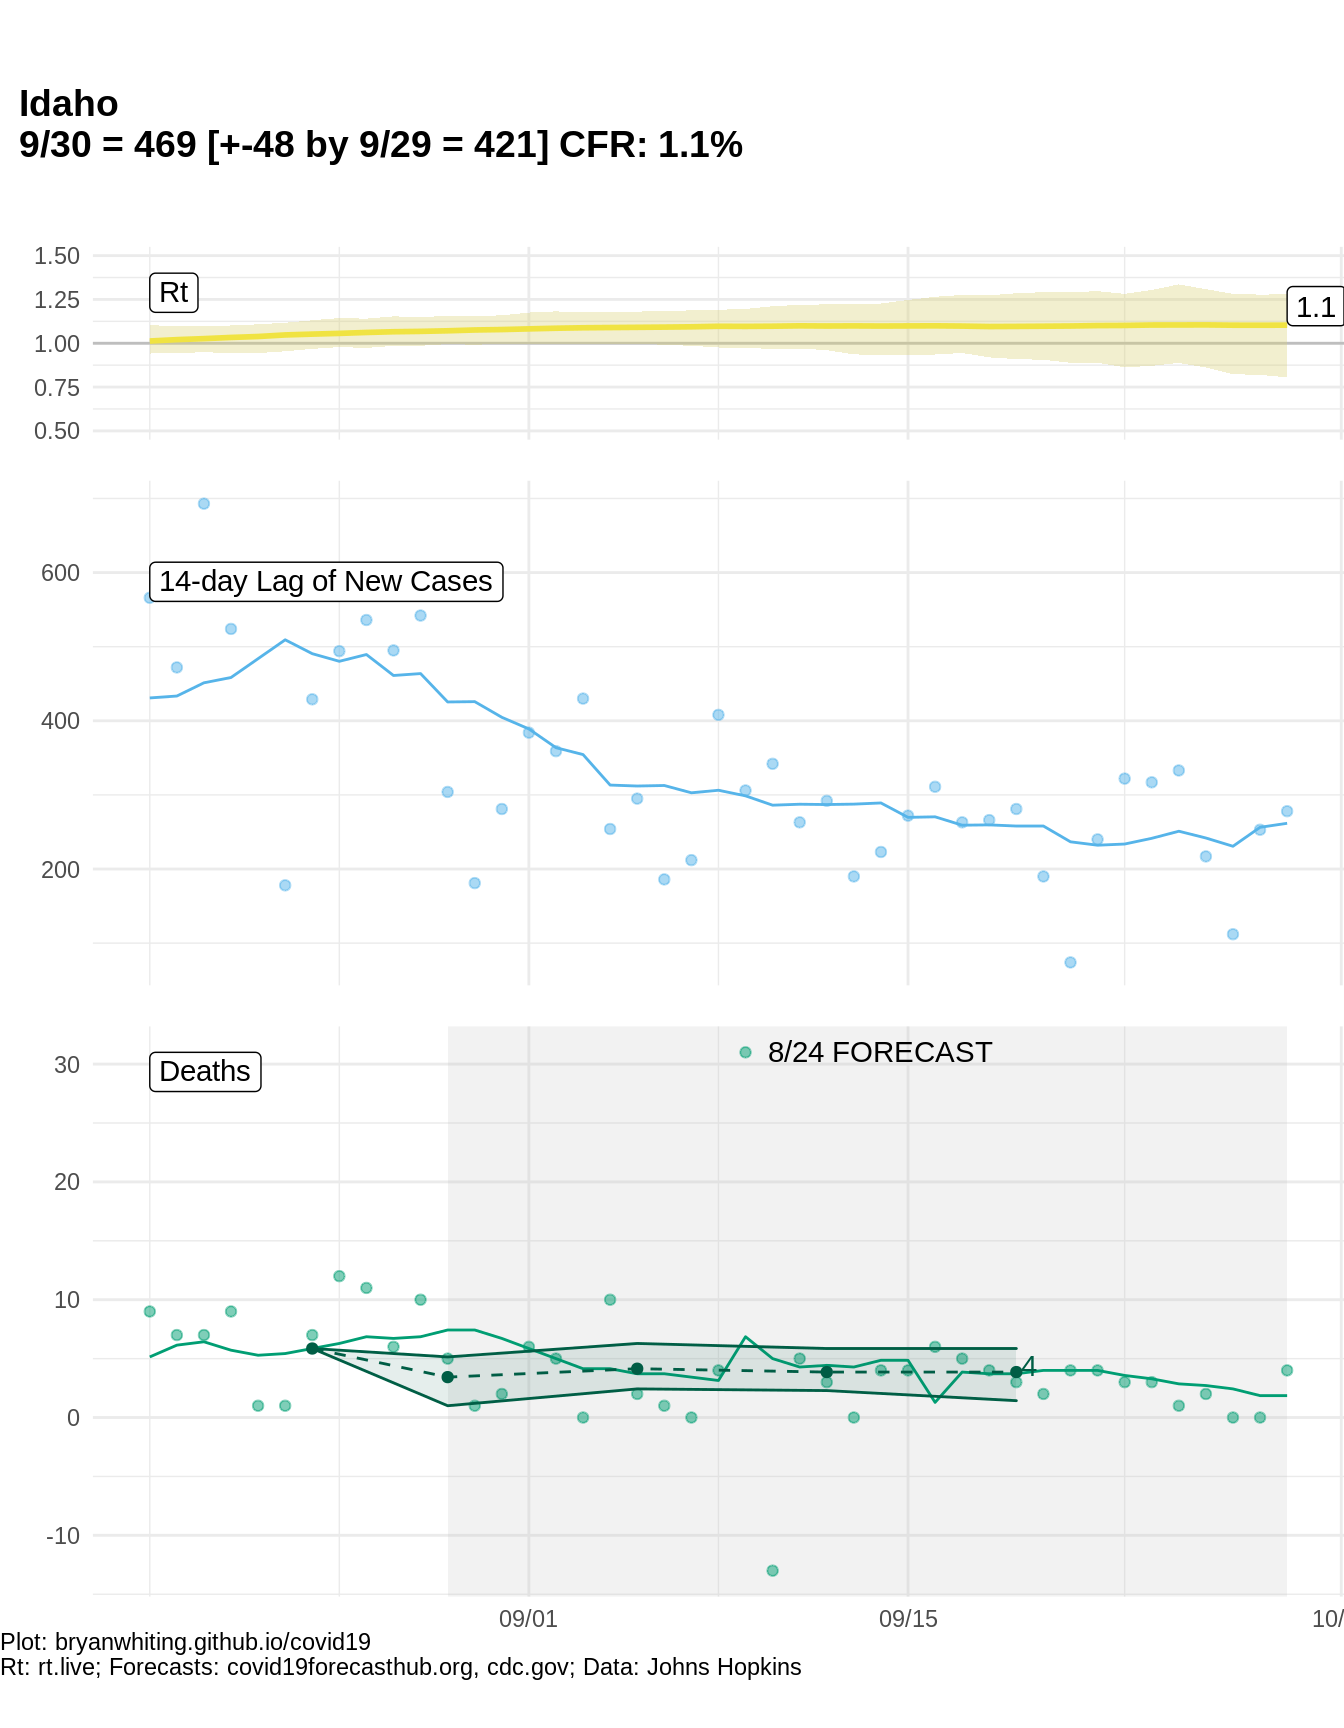 Idaho
9/30 = 469 [+-48 by 9/29 = 421] CFR: 1.1%
1.50
1.25
1.00
0.75
0.50
Rt
1.1
600
400
200
14-day Lag of New Cases
30
20
10
0
-10
Deaths
8/24 FORECAST
4
09/01
09/15
10/
Plot: bryanwhiting.github.io/covid19
Rt: rt.live; Forecasts: covid19forecasthub.org, cdc.gov; Data: Johns Hopkins